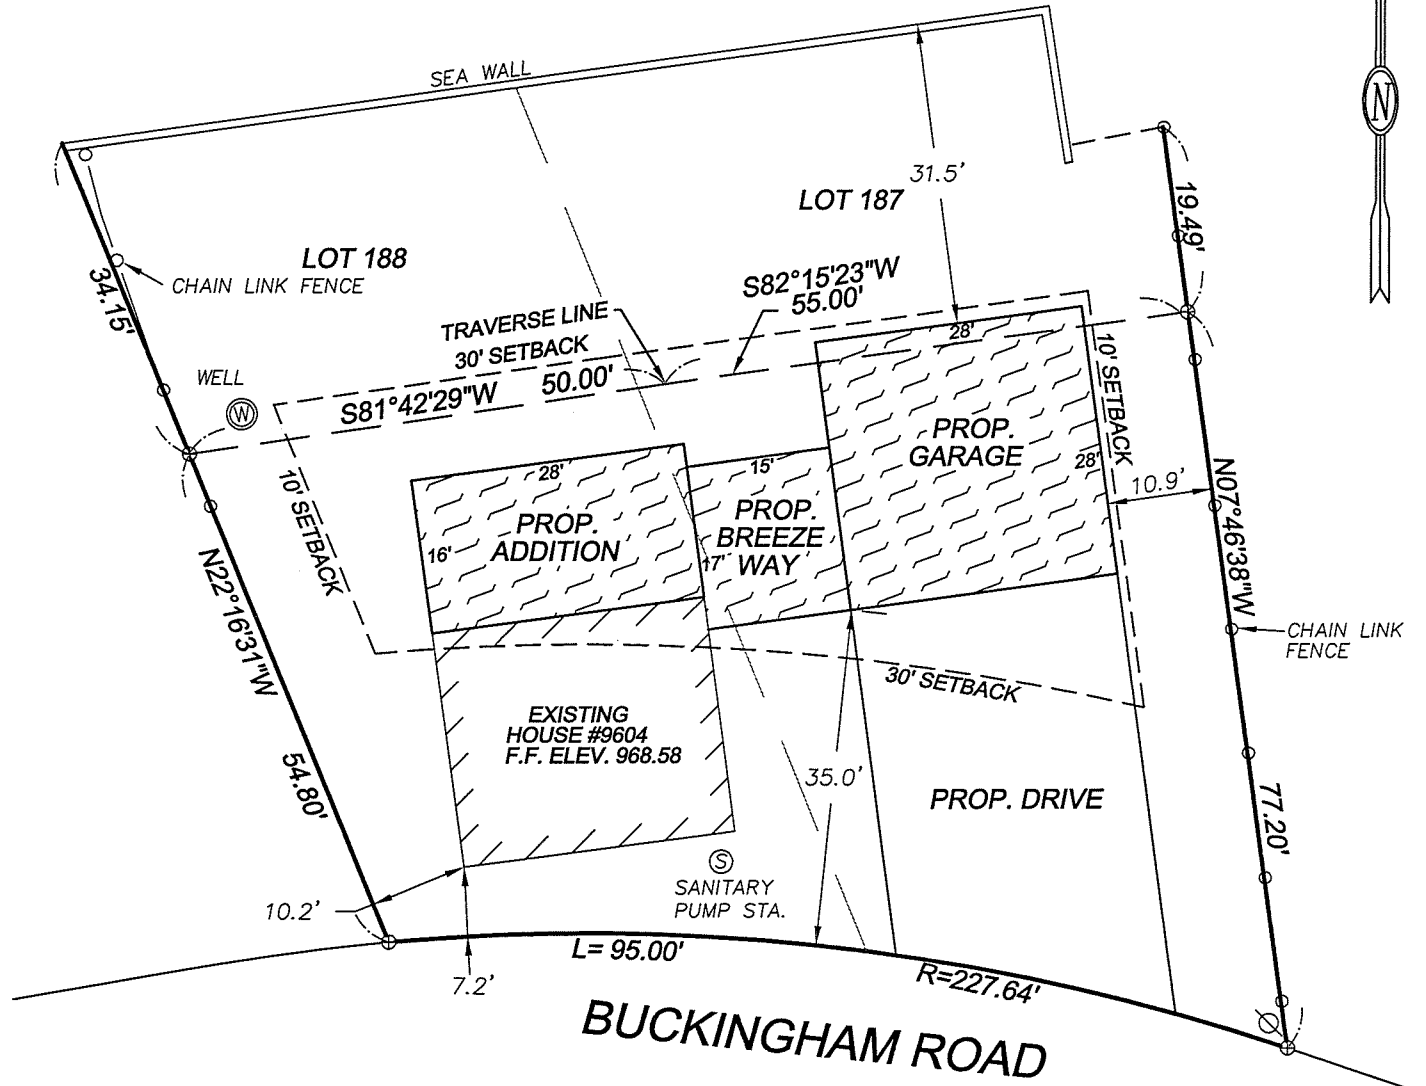 N
SEA WALL
31.5'
LOT 187
19.49'
LOT 188
CHAIN LINK FENCE
34.15'
S82°15'23"W
55.00'
TRAVERSE LINE
30' SETBACK
28'
10' SETBACK
WELL
W
S81°42'29"W 50.00'
PROP.
GARAGE
28'
10.9'
N07°46'38"W
10' SETBACK
28'
15'
PROP.
ADDITION
16'
PROP.
BREEZE
WAY
17'
N22°16'31"W
CHAIN LINK
FENCE
30' SETBACK
EXISTING
HOUSE #9604
F.F. ELEV. 968.58
54.80'
35.0'
PROP. DRIVE
77.20'
S
SANITARY
PUMP STA.
10.2'
L= 95.00'
7.2'
R=227.64'
BUCKINGHAM ROAD